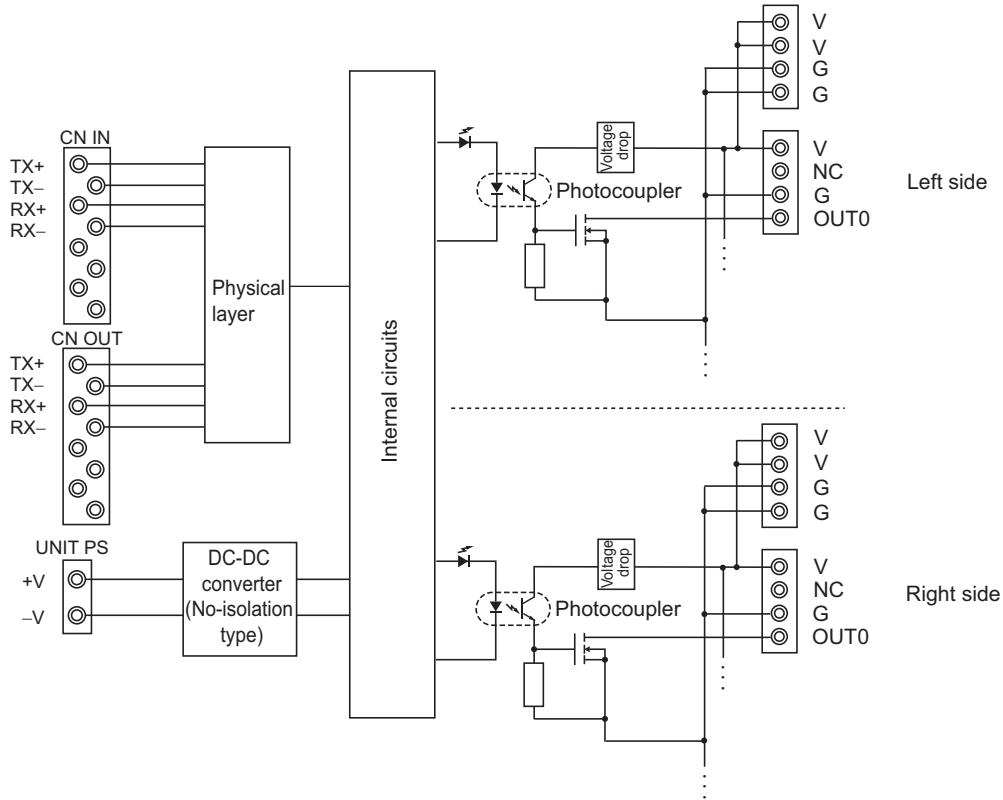 CN IN
TX+
TX–
RX+
RX–
CN OUT
TX+
TX–
RX+
RX–
Physical
layer
UNIT PS
+V
–V
DC-DC
converter
(No-isolation
type)
Internal circuits
Photocoupler
Voltage
drop
V
V
G
G
V
NC
G
OUT0
Left side
Photocoupler
Voltage
drop
V
V
G
G
V
NC
G
OUT0
Right side